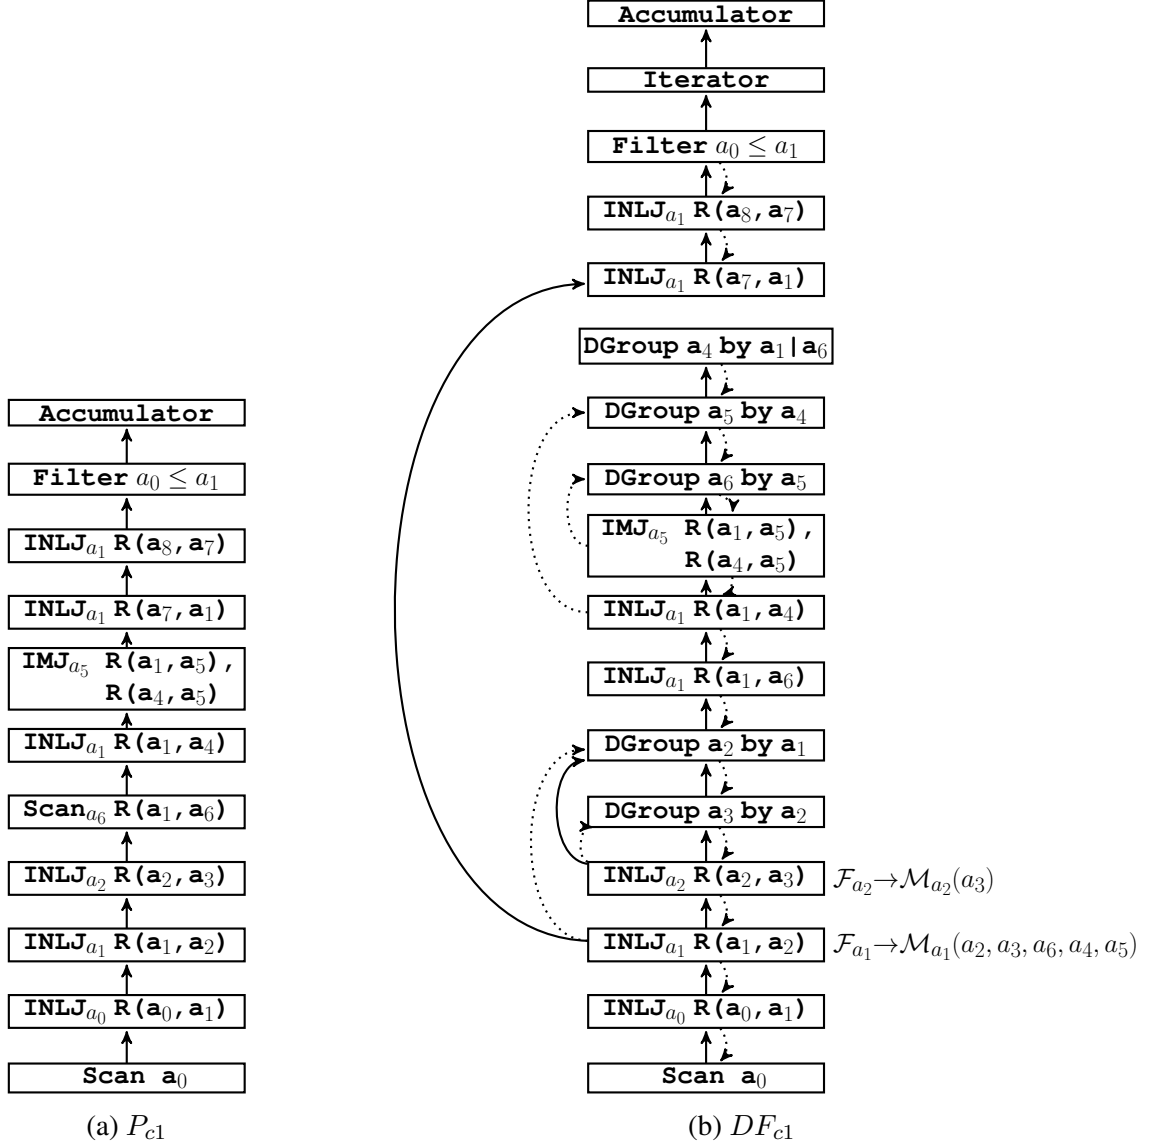 Accumulator
Filter a₀ ≤ a₁
INLJₐ₁ R(a₈,a₇)
INLJₐ₁ R(a₇,a₁)
IMJₐ₅ R(a₁,a₅),
R(a₄,a₅)
INLJₐ₁ R(a₁,a₄)
Scanₐ₆ R(a₁,a₆)
INLJₐ₂ R(a₂,a₃)
INLJₐ₁ R(a₁,a₂)
INLJₐ₀ R(a₀,a₁)
Scan a₀
(a) P_{c1}
Accumulator
Iterator
Filter a₀ ≤ a₁
INLJₐ₁ R(a₈,a₇)
INLJₐ₁ R(a₇,a₁)
DGroup a₄ by a₁|a₆
DGroup a₅ by a₄
DGroup a₆ by a₅
IMJₐ₅ R(a₁,a₅),
R(a₄,a₅)
INLJₐ₁ R(a₁,a₄)
INLJₐ₁ R(a₁,a₆)
DGroup a₂ by a₁
DGroup a₃ by a₂
INLJₐ₂ R(a₂,a₃) ℱₐ₂→ℳₐ₂(a₃)
INLJₐ₁ R(a₁,a₂) ℱₐ₁→ℳₐ₁(a₂, a₃, a₆, a₄, a₅)
INLJₐ₀ R(a₀,a₁)
Scan a₀
(b) DF_{c1}